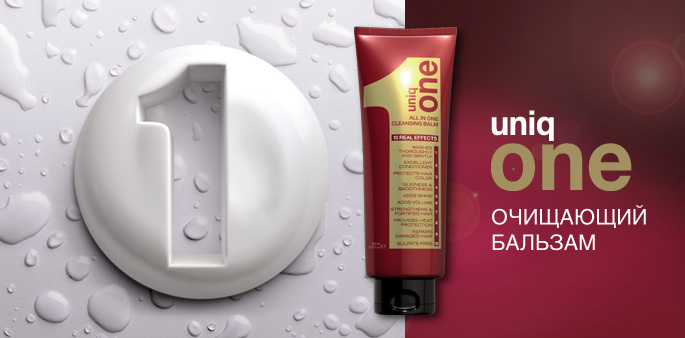 1
1
uniq
one
ALL IN ONE
CLEANSING BALM
10 REAL EFFECTS
WASHES
THOROUGHLY
AND GENTLY
EXCELLENT
CONDITIONER
PROTECTS HAIR
COLOR
SILKINESS &
SMOOTHNESS
ADDS SHINE
ADDS VOLUME
STRENGTHENS &
FORTIFIES HAIR
PROVIDES HEAT
PROTECTION
REPAIRS
DAMAGED HAIR
SULFATE-FREE
uniq
one
ОЧИЩАЮЩИЙ
БАЛЬЗАМ